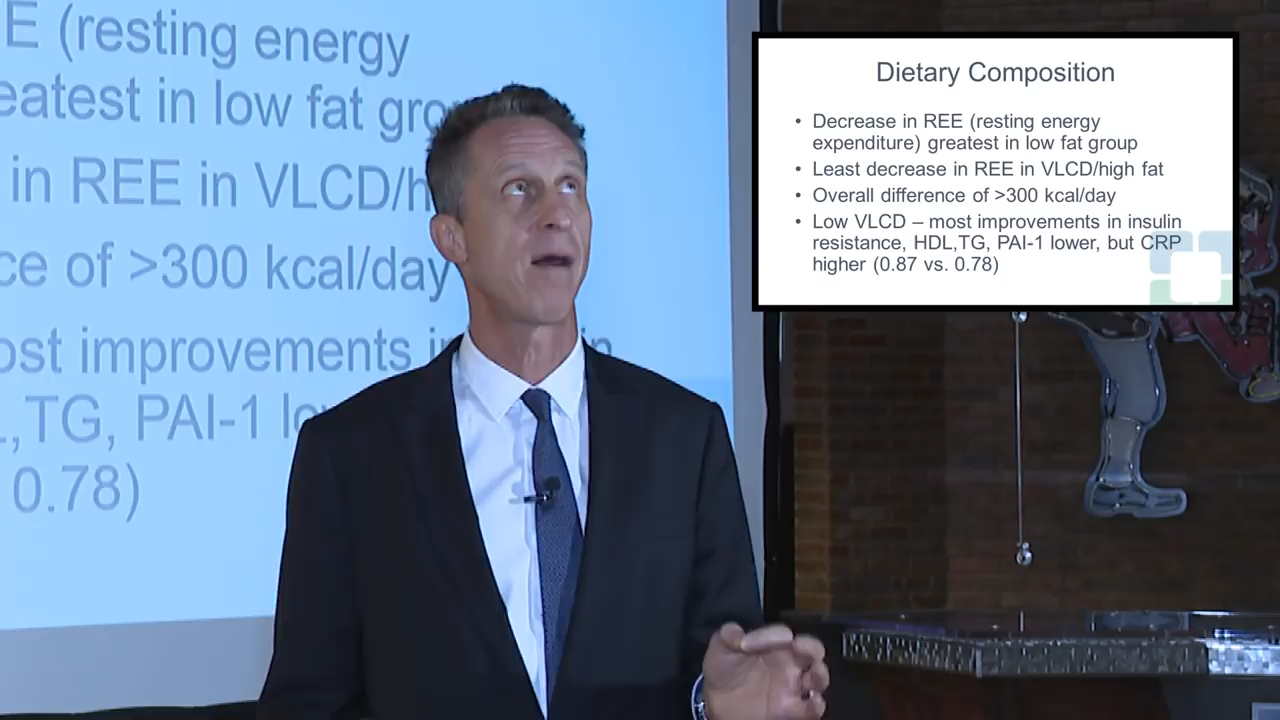 E (resting energy
eatest in low fat gro
in REE in VLCD/h
ce of >300 kcal/day
ost improvements in
,TG, PAI-1 lo
0.78)
Dietary Composition
• Decrease in REE (resting energy
expenditure) greatest in low fat group
• Least decrease in REE in VLCD/high fat
• Overall difference of >300 kcal/day
• Low VLCD – most improvements in insulin
resistance, HDL,TG, PAI-1 lower, but CRP
higher (0.87 vs. 0.78)